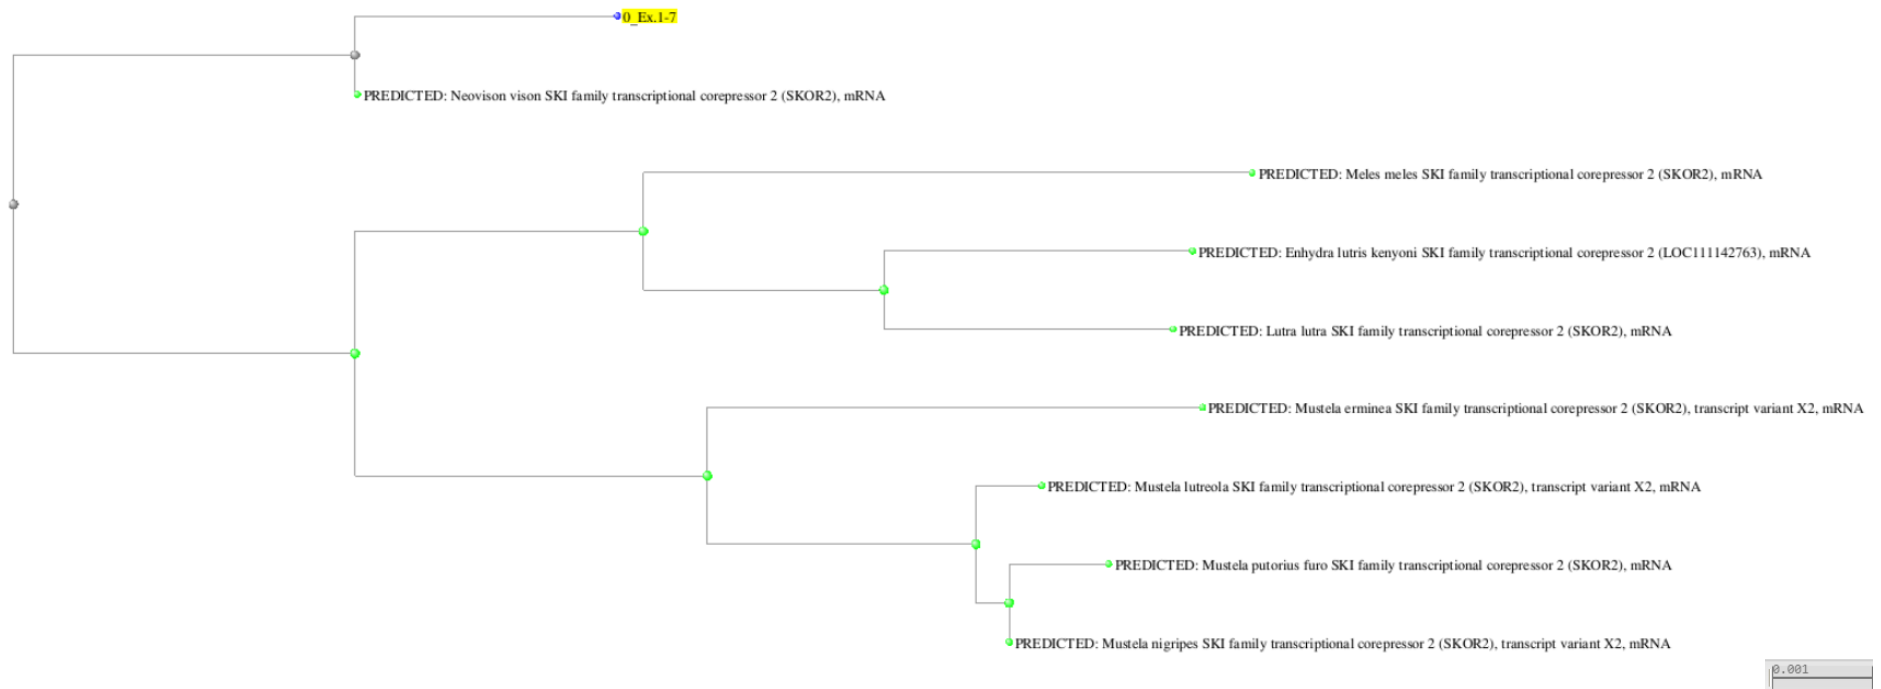 0_Ex.1-7
PREDICTED: Neovison vison SKI family transcriptional corepressor 2 (SKOR2), mRNA
PREDICTED: Meles meles SKI family transcriptional corepressor 2 (SKOR2), mRNA
PREDICTED: Enhydra lutris kenyoni SKI family transcriptional corepressor 2 (LOC111142763), mRNA
PREDICTED: Lutra lutra SKI family transcriptional corepressor 2 (SKOR2), mRNA
PREDICTED: Mustela erminea SKI family transcriptional corepressor 2 (SKOR2), transcript variant X2, mRNA
PREDICTED: Mustela lutreola SKI family transcriptional corepressor 2 (SKOR2), transcript variant X2, mRNA
PREDICTED: Mustela putorius furo SKI family transcriptional corepressor 2 (SKOR2), mRNA
PREDICTED: Mustela nigripes SKI family transcriptional corepressor 2 (SKOR2), transcript variant X2, mRNA
0.001